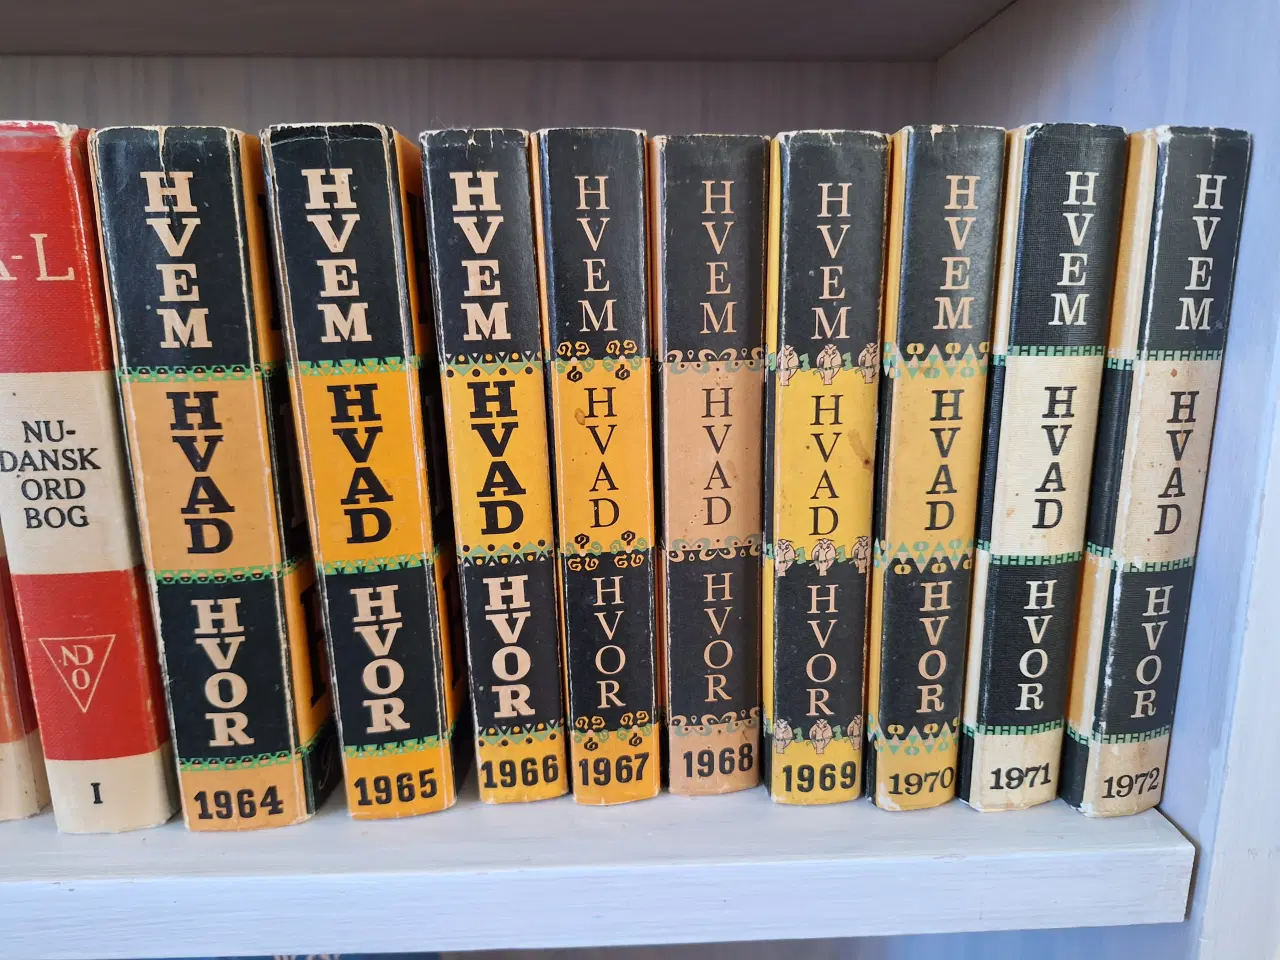 A-L
NU-
DANSK
ORD
BOG
NDO
I
HVEM
HVAD
HVOR
1964
HVEM
HVAD
HVOR
1965
HVEM
HVAD
HVOR
1966
HVEM
HVAD
HVOR
1967
HVEM
HVAD
HVOR
1968
HVEM
HVAD
HVOR
1969
HVEM
HVAD
HVOR
1970
HVEM
HVAD
HVOR
1971
HVEM
HVAD
HVOR
1972